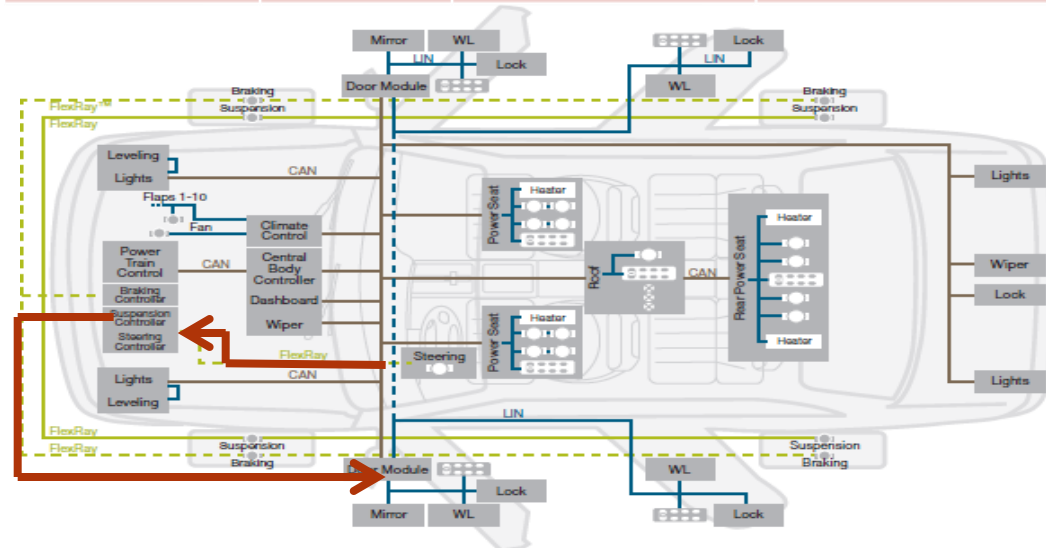 Mirror
WL
Lock
LIN
Lock
LIN
Door Module
WL
Braking
Suspension
Braking
Suspension
FlexRay™
FlexRay
Leveling
Lights
CAN
Lights
Flaps 1-10
Fan
Climate
Control
Power Seat
Heater
Heater
Power
Train
Control
CAN
Central
Body
Controller
Roof
CAN
Rear Power Seat
Wiper
Braking
Controller
Dashboard
Lock
Suspension
Controller
Wiper
Power Seat
Heater
Steering
Controller
Heater
FlexRay
Steering
Lights
CAN
Lights
Leveling
LIN
FlexRay
FlexRay
Suspension
Braking
Suspension
Braking
Door Module
WL
Lock
Mirror
WL
Lock